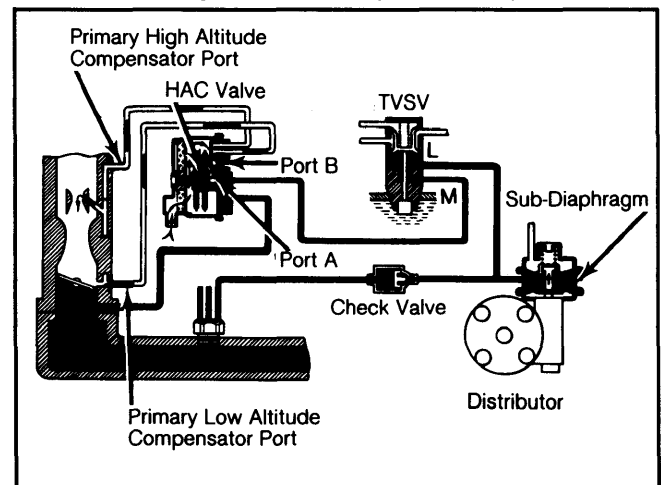 Primary High Altitude
Compensator Port
HAC Valve
TVSV
L
Port B
M
Sub-Diaphragm
Port A
Check Valve
Distributor
Primary Low Altitude
Compensator Port